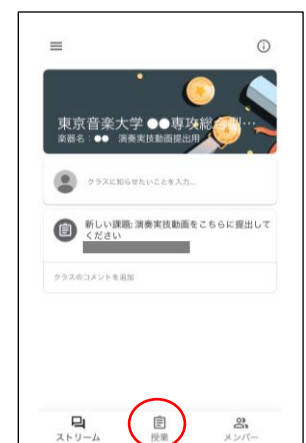 東京音楽大学 ●●専攻総合型…
楽器名：●● 演奏実技動画提出用
クラスに知らせたいことを入力...
新しい課題: 演奏実技動画をこちらに提出して
ください
クラスのコメントを追加
ストリーム 授業 メンバー